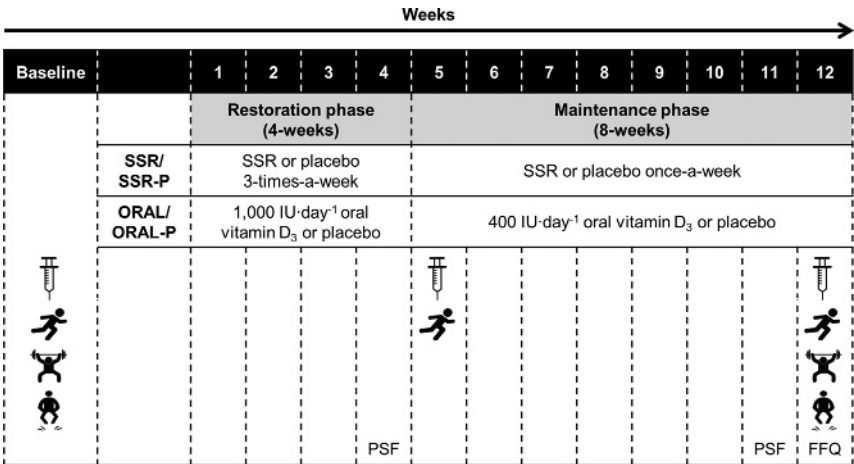 Weeks
Baseline 1 2 3 4 5 6 7 8 9 10 11 12
Restoration phase
(4-weeks)
Maintenance phase
(8-weeks)
SSR/
SSR-P
SSR or placebo
3-times-a-week
SSR or placebo once-a-week
ORAL/
ORAL-P
1,000 IU·day⁻¹ oral
vitamin D₃ or placebo
400 IU·day⁻¹ oral vitamin D₃ or placebo
PSF PSF FFQ